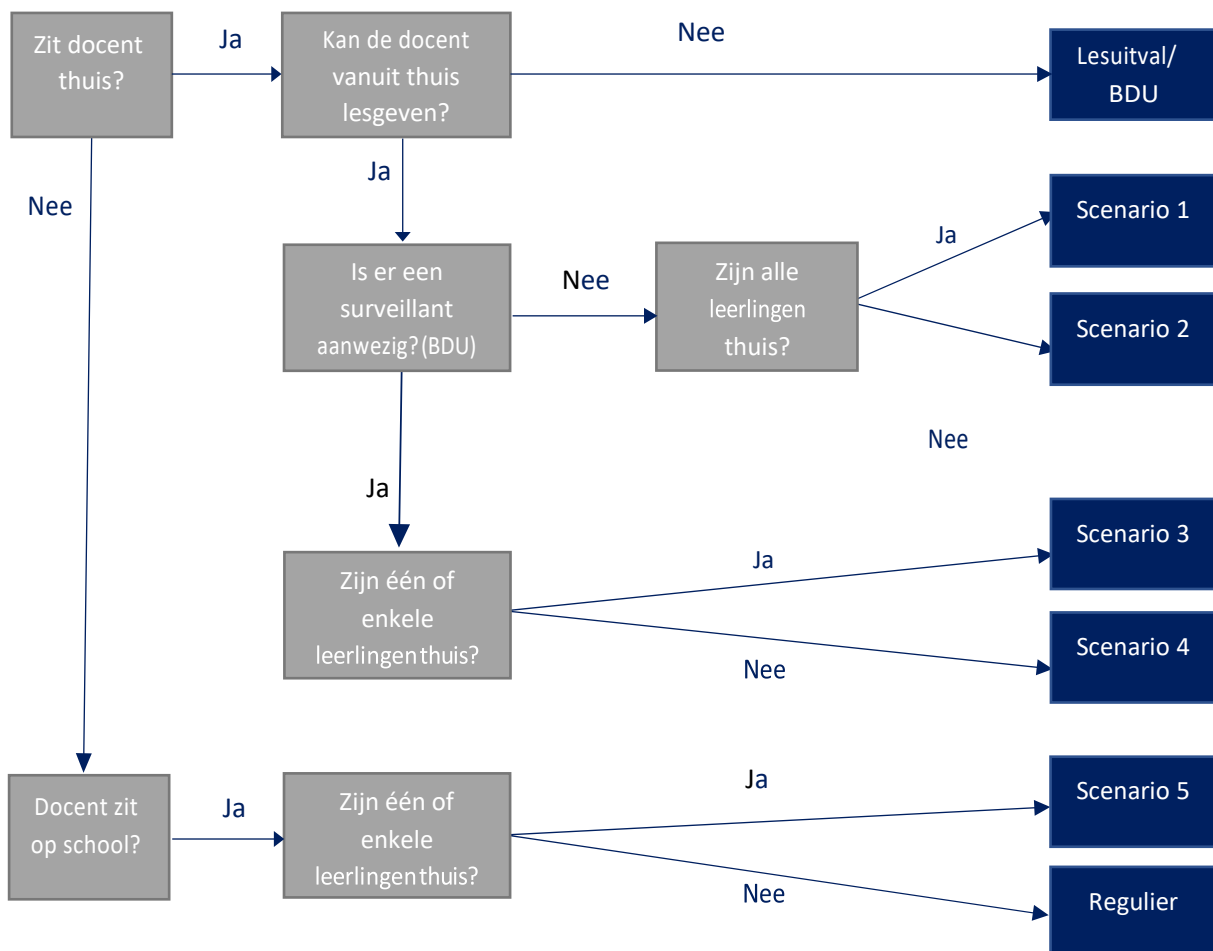 Zit docent
thuis?
Ja
Kan de docent
vanuit thuis
lesgeven?
Nee
Lesuitval/
BDU
Nee
Ja
Is er een
surveillant
aanwezig? (BDU)
Nee
Zijn alle
leerlingen
thuis?
Ja
Scenario 1
Scenario 2
Nee
Ja
Zijn één of
enkele
leerlingen thuis?
Ja
Scenario 3
Nee
Scenario 4
Docent zit
op school?
Ja
Zijn één of
enkele
leerlingen thuis?
Ja
Scenario 5
Nee
Regulier